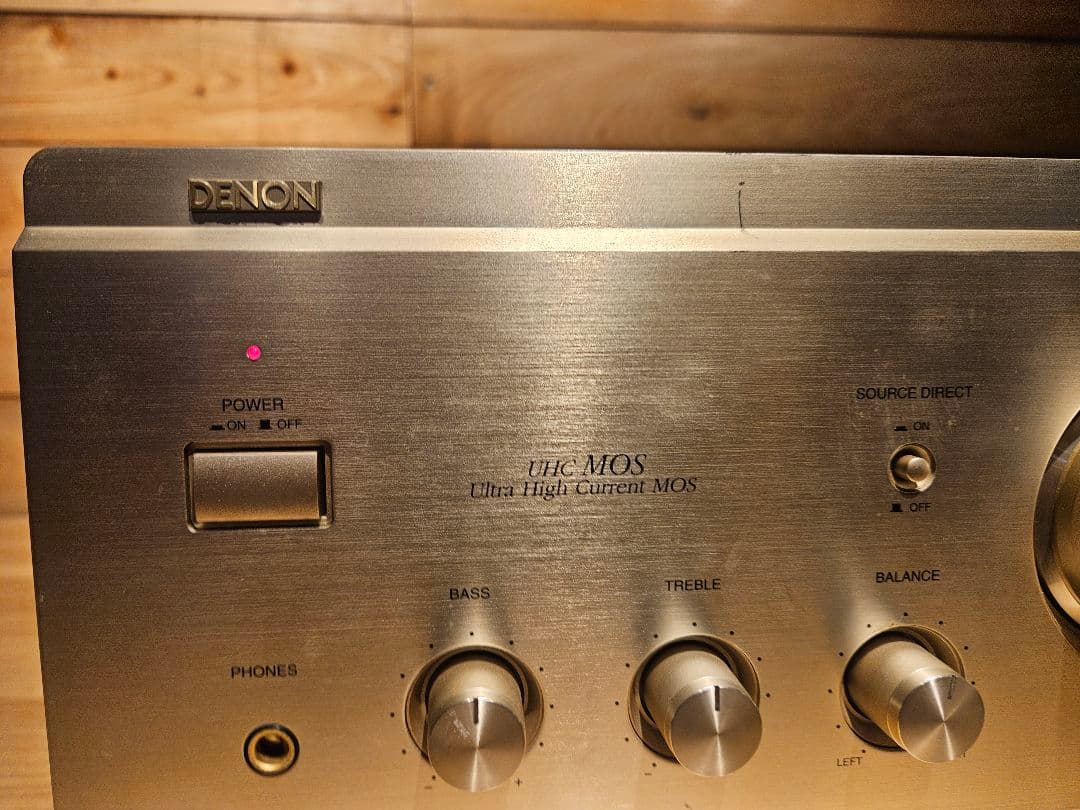 DENON
POWER
ON OFF
SOURCE DIRECT
ON
OFF
UHC MOS
Ultra High Current MOS
BASS
TREBLE
BALANCE
PHONES
- +
-
LEFT